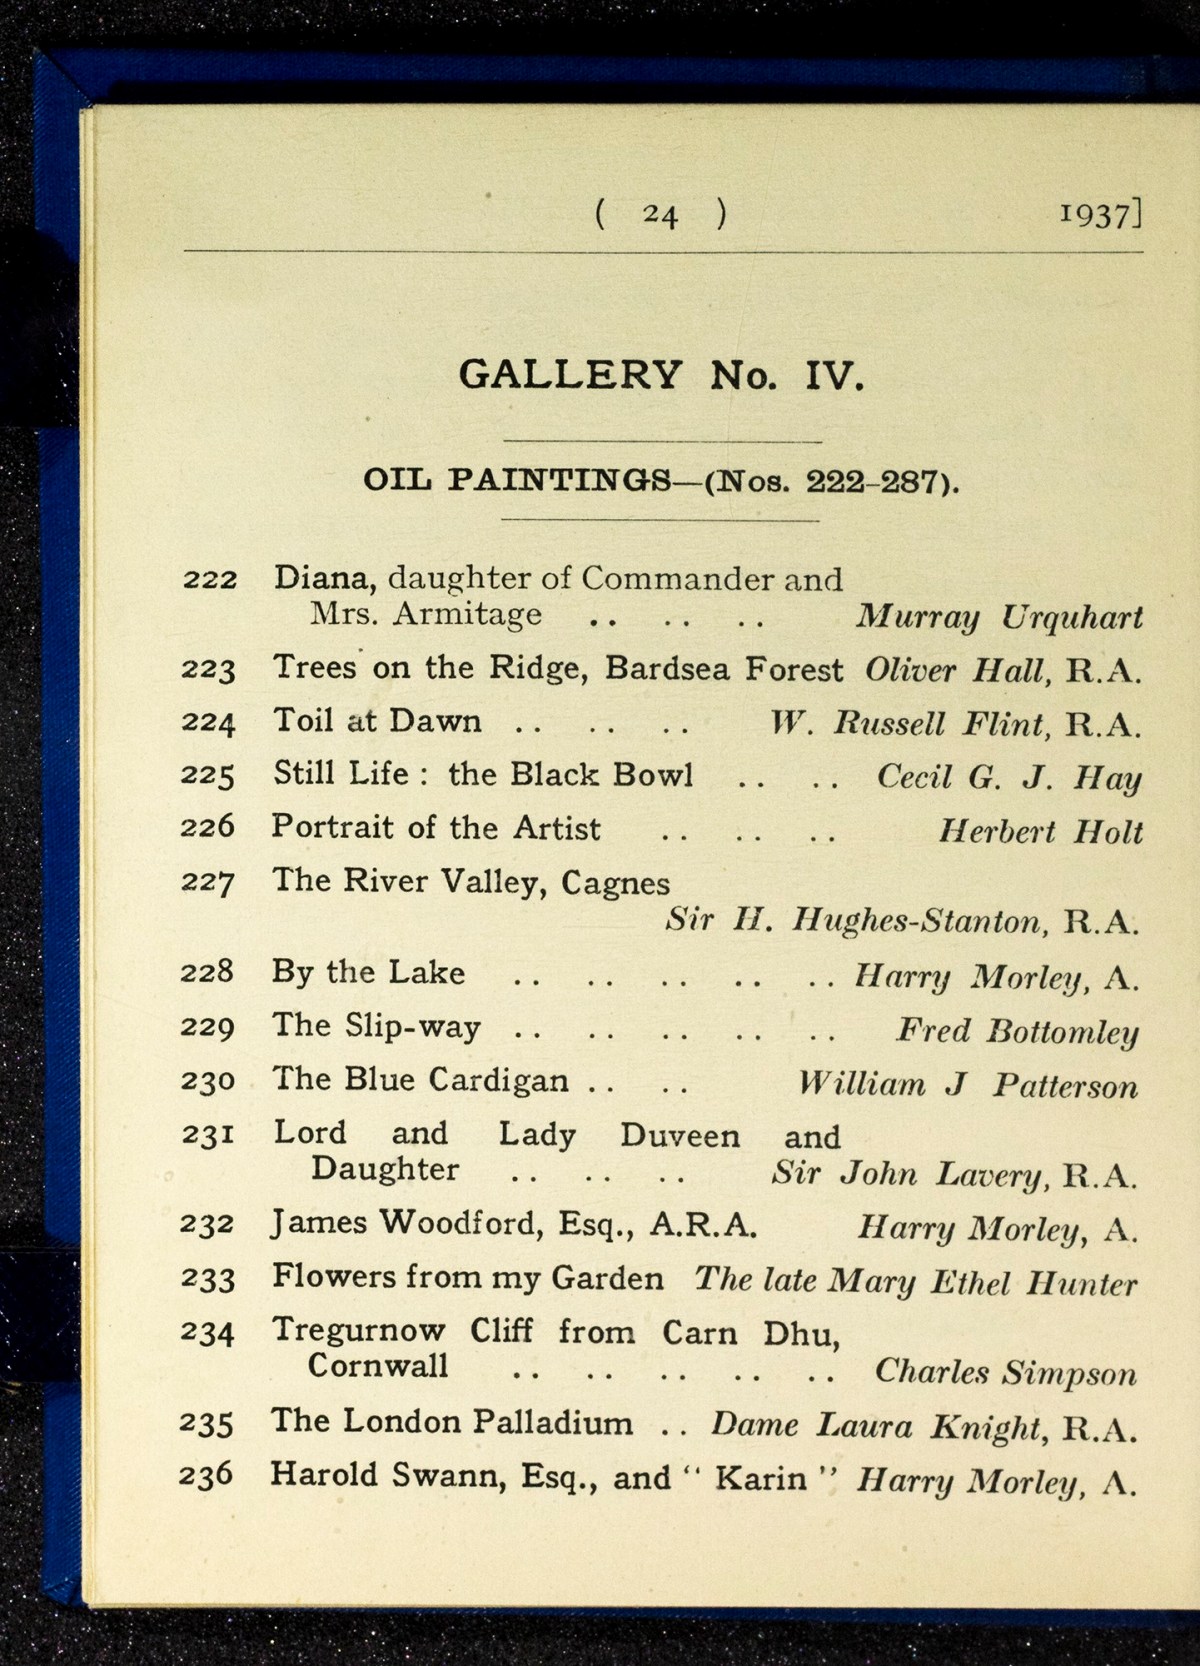 ( 24 ) 1937]
GALLERY No. IV.
OIL PAINTINGS—(Nos. 222–287).
222 Diana, daughter of Commander and
Mrs. Armitage .. .. .. Murray Urquhart
223 Trees on the Ridge, Bardsea Forest Oliver Hall, R.A.
224 Toil at Dawn .. .. .. W. Russell Flint, R.A.
225 Still Life : the Black Bowl .. .. Cecil G. J. Hay
226 Portrait of the Artist .. .. .. Herbert Holt
227 The River Valley, Cagnes
Sir H. Hughes-Stanton, R.A.
228 By the Lake .. .. .. .. .. Harry Morley, A.
229 The Slip-way .. .. .. .. .. Fred Bottomley
230 The Blue Cardigan .. .. William J Patterson
231 Lord and Lady Duveen and
Daughter .. .. .. Sir John Lavery, R.A.
232 James Woodford, Esq., A.R.A. Harry Morley, A.
233 Flowers from my Garden The late Mary Ethel Hunter
234 Tregurnow Cliff from Carn Dhu,
Cornwall .. .. .. .. .. Charles Simpson
235 The London Palladium .. Dame Laura Knight, R.A.
236 Harold Swann, Esq., and “ Karin ” Harry Morley, A.